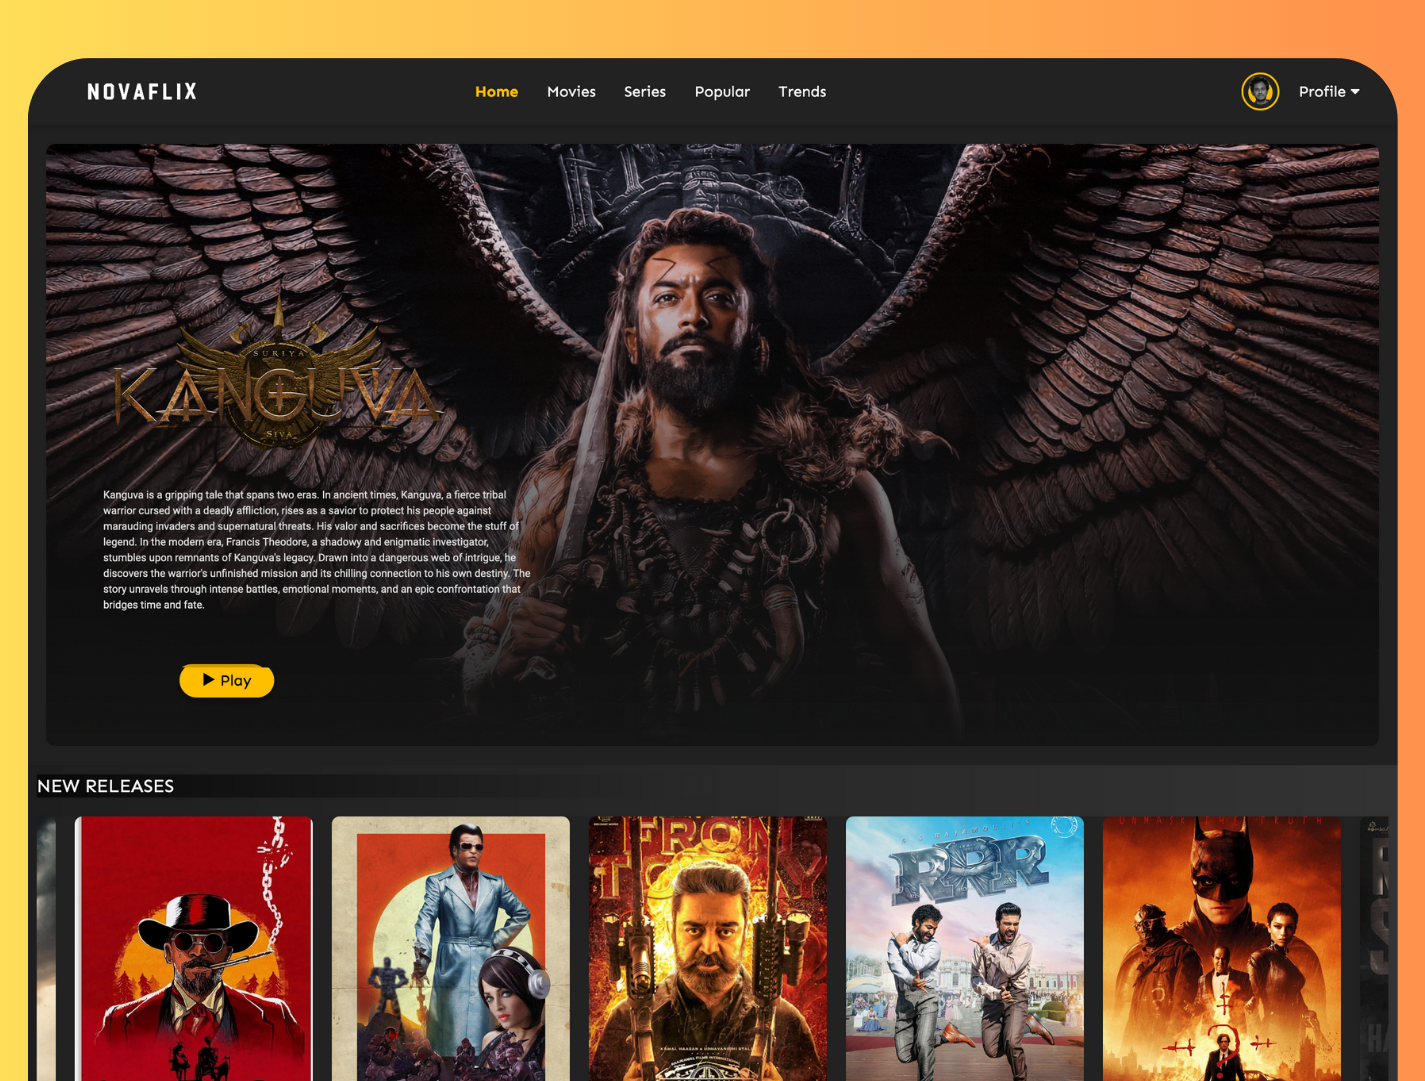 NOVAFLIX
Home Movies Series Popular Trends
Profile
SURIYA
KANGUVA
SIVA
Kanguva is a gripping tale that spans two eras. In ancient times, Kanguva, a fierce tribal
warrior cursed with a deadly affliction, rises as a savior to protect his people against
marauding invaders and supernatural threats. His valor and sacrifices become the stuff of
legend. In the modern era, Francis Theodore, a shadowy and enigmatic investigator,
stumbles upon remnants of Kanguva's legacy. Drawn into a dangerous web of intrigue, he
discovers the warrior's unfinished mission and its chilling connection to his own destiny. The
story unravels through intense battles, emotional moments, and an epic confrontation that
bridges time and fate.
Play
NEW RELEASES
FROM
TODAY
RRR
UNMASK THE TRUTH